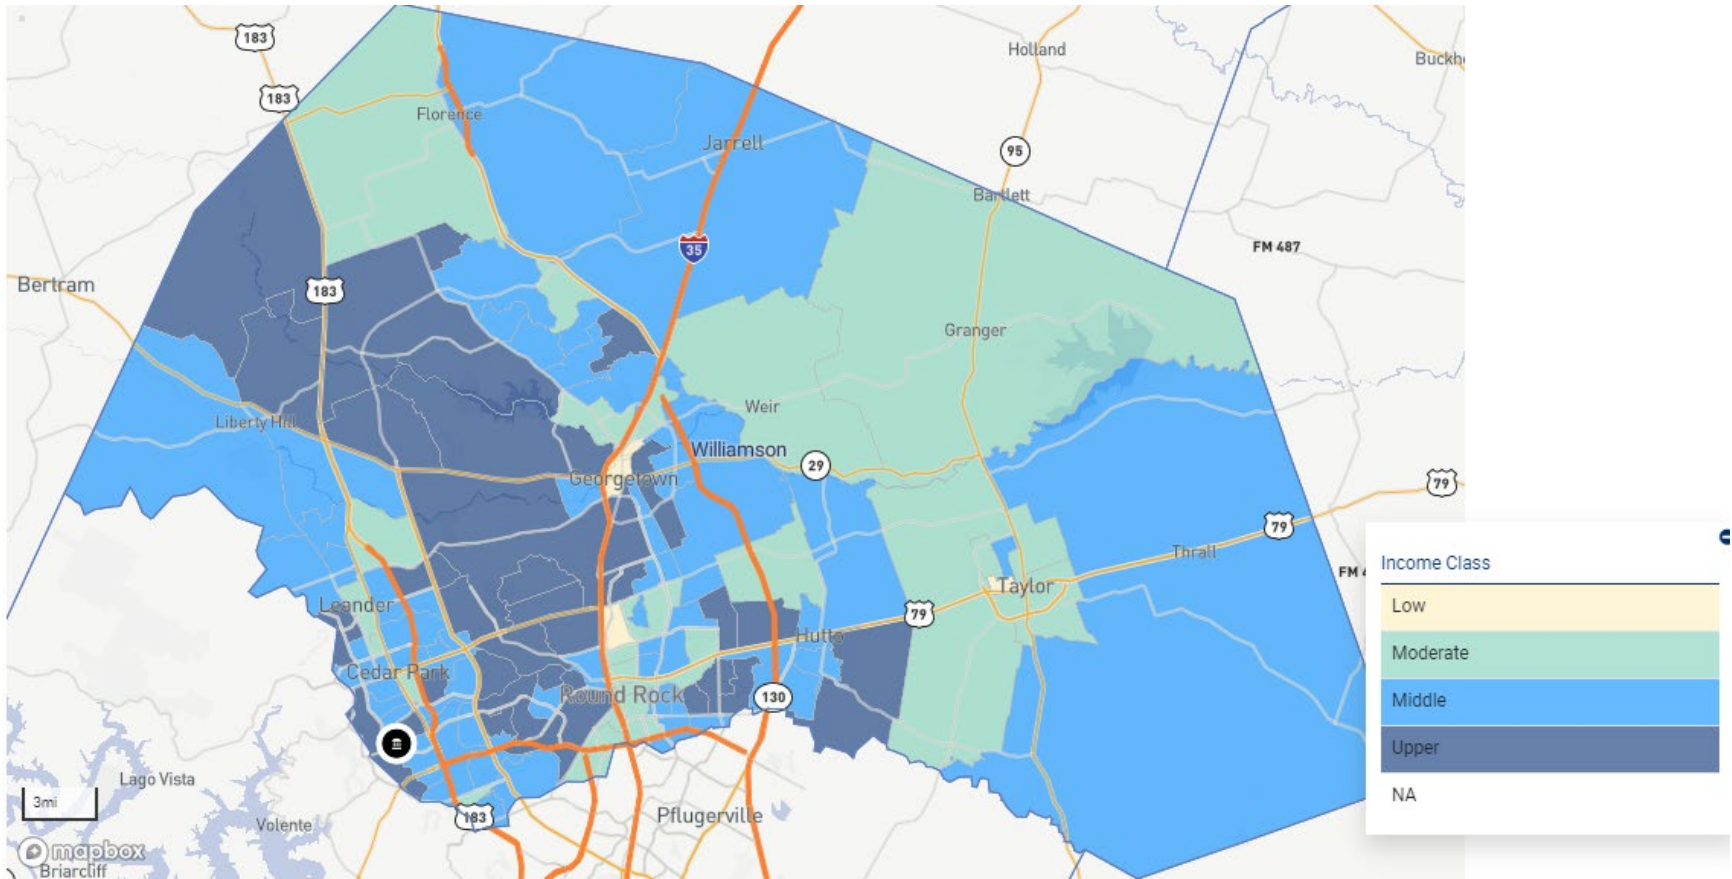 183
Holland
Buckh
183
Florence
Jarrell
95
Bartlett
FM 487
35
Bertram
183
Granger
Weir
Liberty Hill
Williamson
29
Georgetown
79
79
Thrall
FM 4
Taylor
Leander
79
Hutto
Cedar Park
Round Rock
130
Lago Vista
3mi
Volente
183
Pflugerville
mapbox
Briarcliff
Income Class
Low
Moderate
Middle
Upper
NA